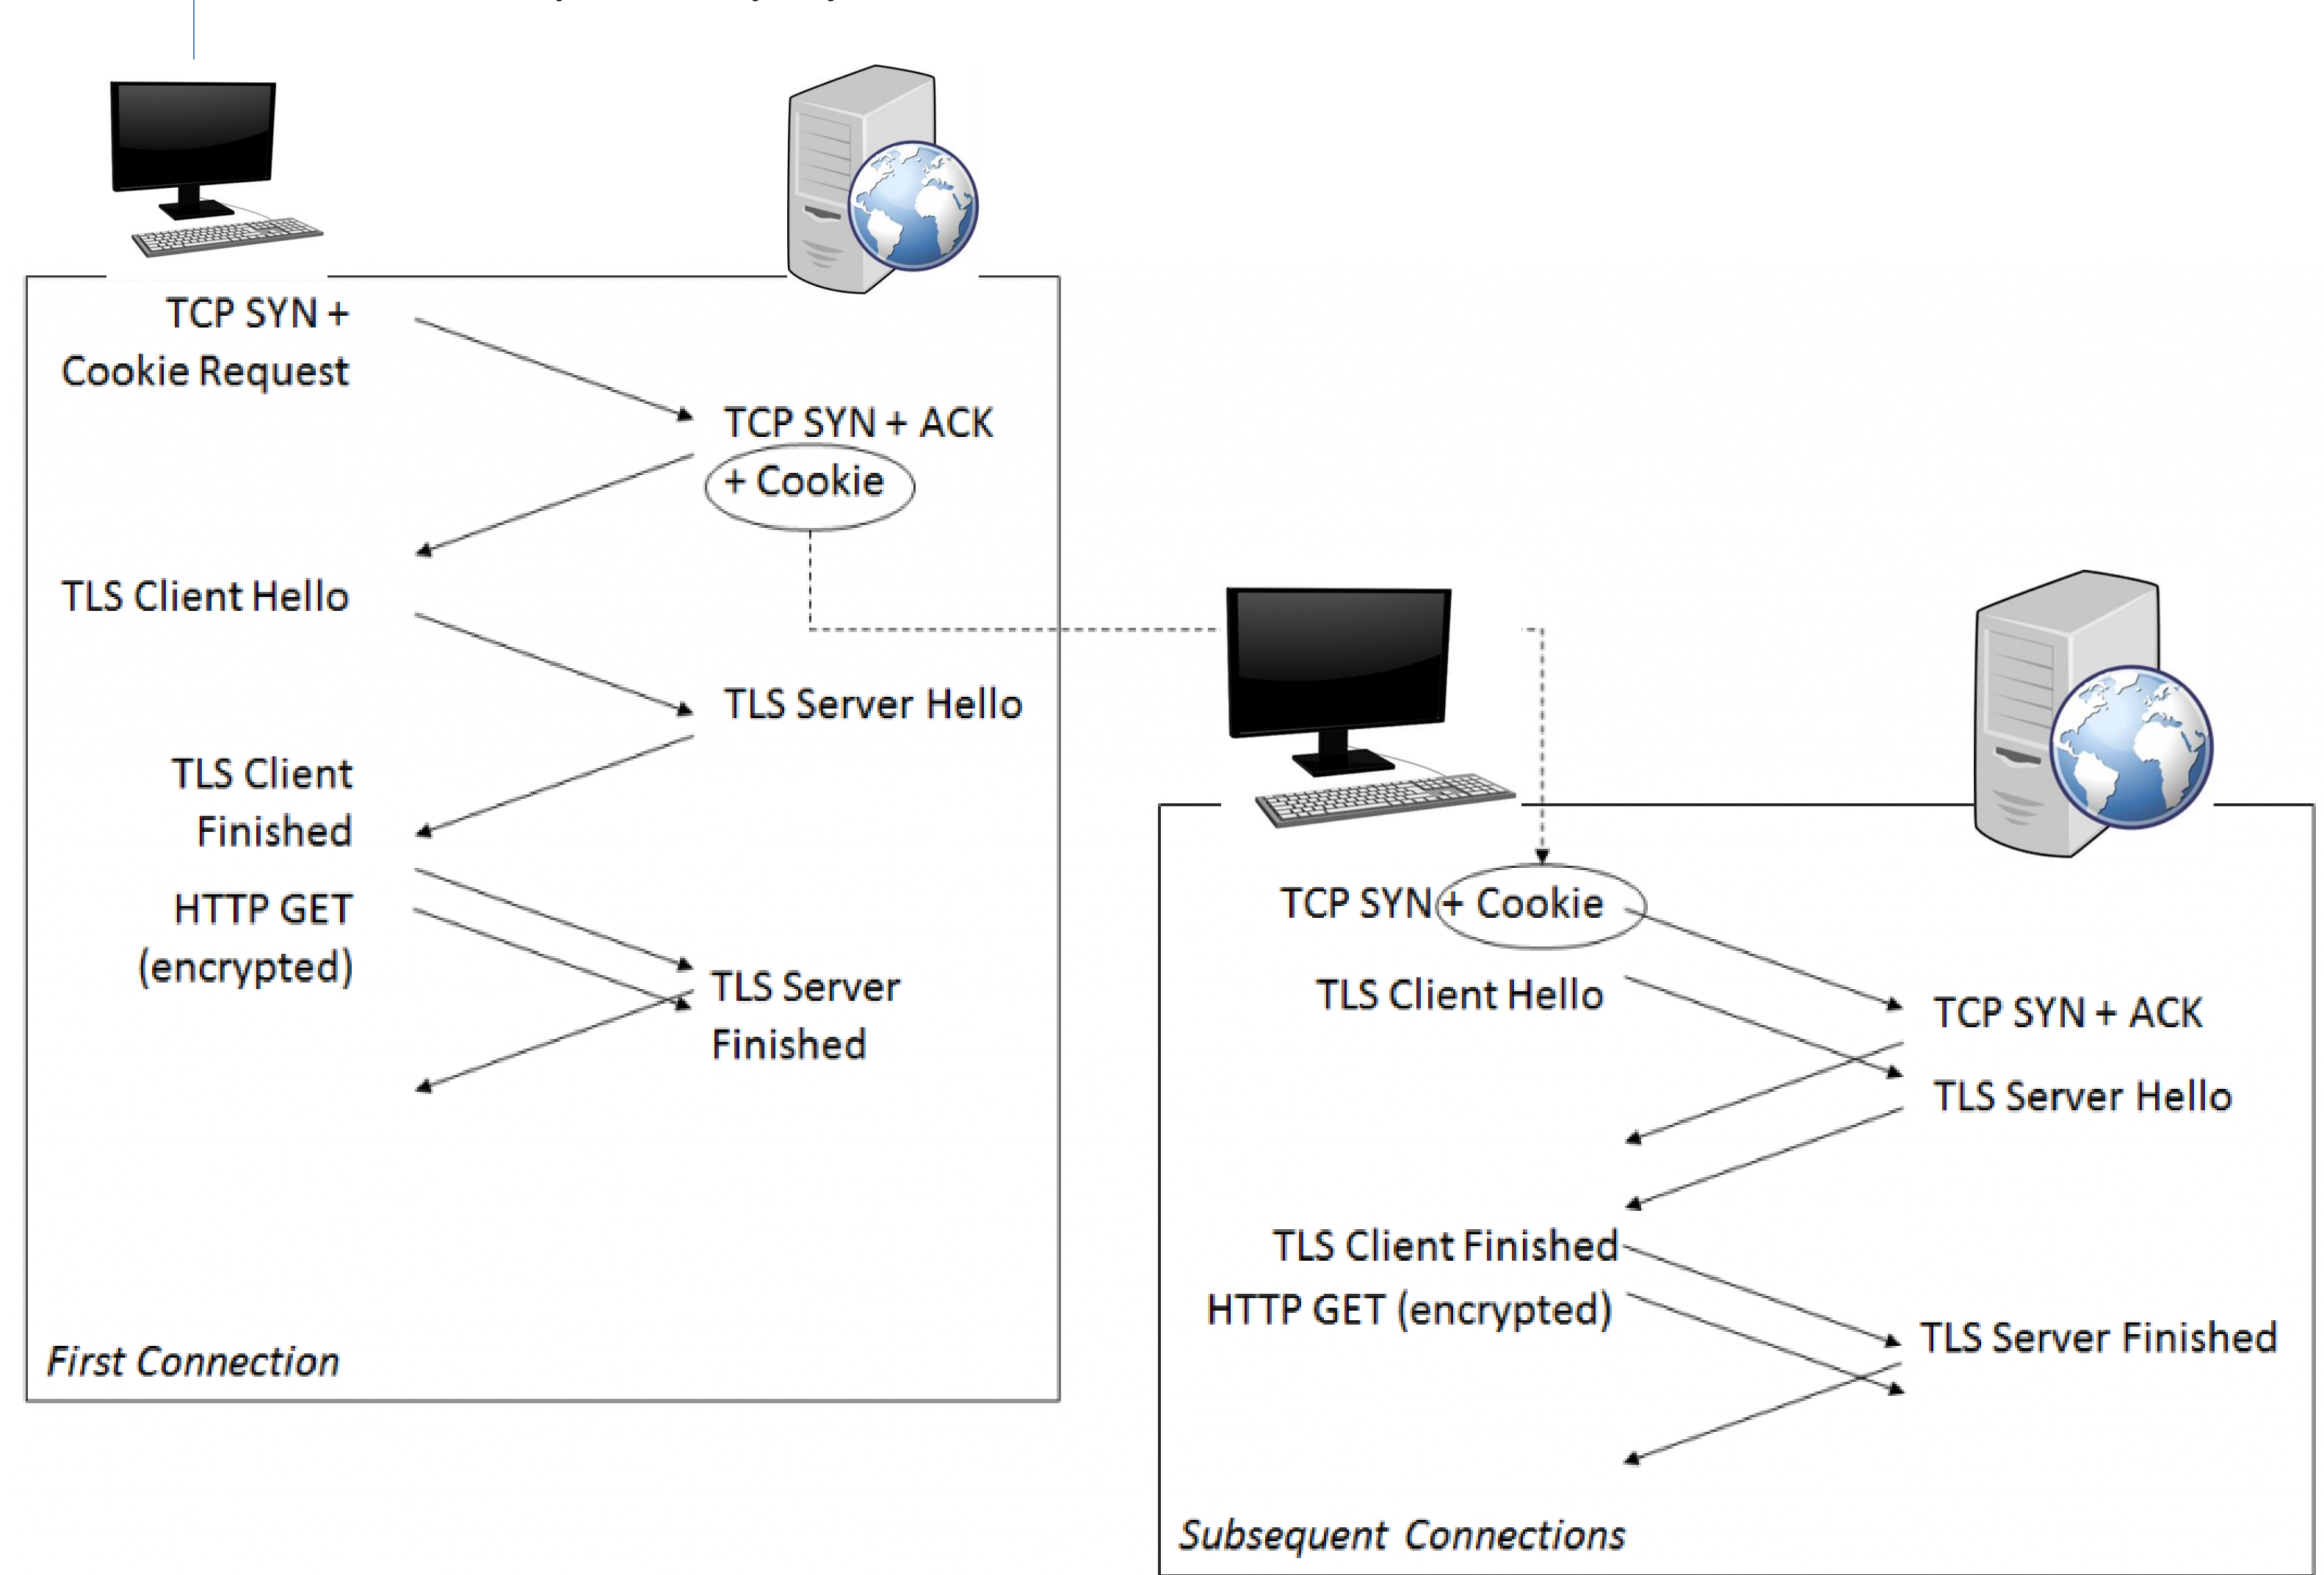 TCP SYN +
Cookie Request
TCP SYN + ACK
+ Cookie
TLS Client Hello
TLS Server Hello
TLS Client
Finished
HTTP GET
(encrypted)
TLS Server
Finished
First Connection
TCP SYN + Cookie
TLS Client Hello
TCP SYN + ACK
TLS Server Hello
TLS Client Finished
HTTP GET (encrypted)
TLS Server Finished
Subsequent Connections